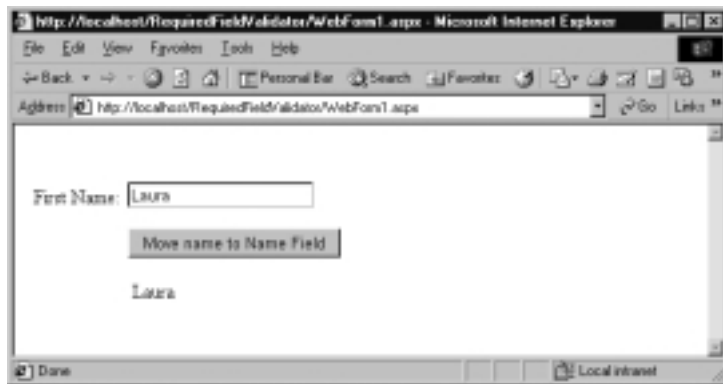 http://localhost/RequiredFieldValidator/WebForm1.aspx - Microsoft Internet Explorer
File Edit View Favorites Tools Help
Back Personal Bar Search Favorites
Address http://localhost/RequiredFieldValidator/WebForm1.aspx Go Links
First Name: Laura
Move name to Name Field
Laura
Done Local intranet